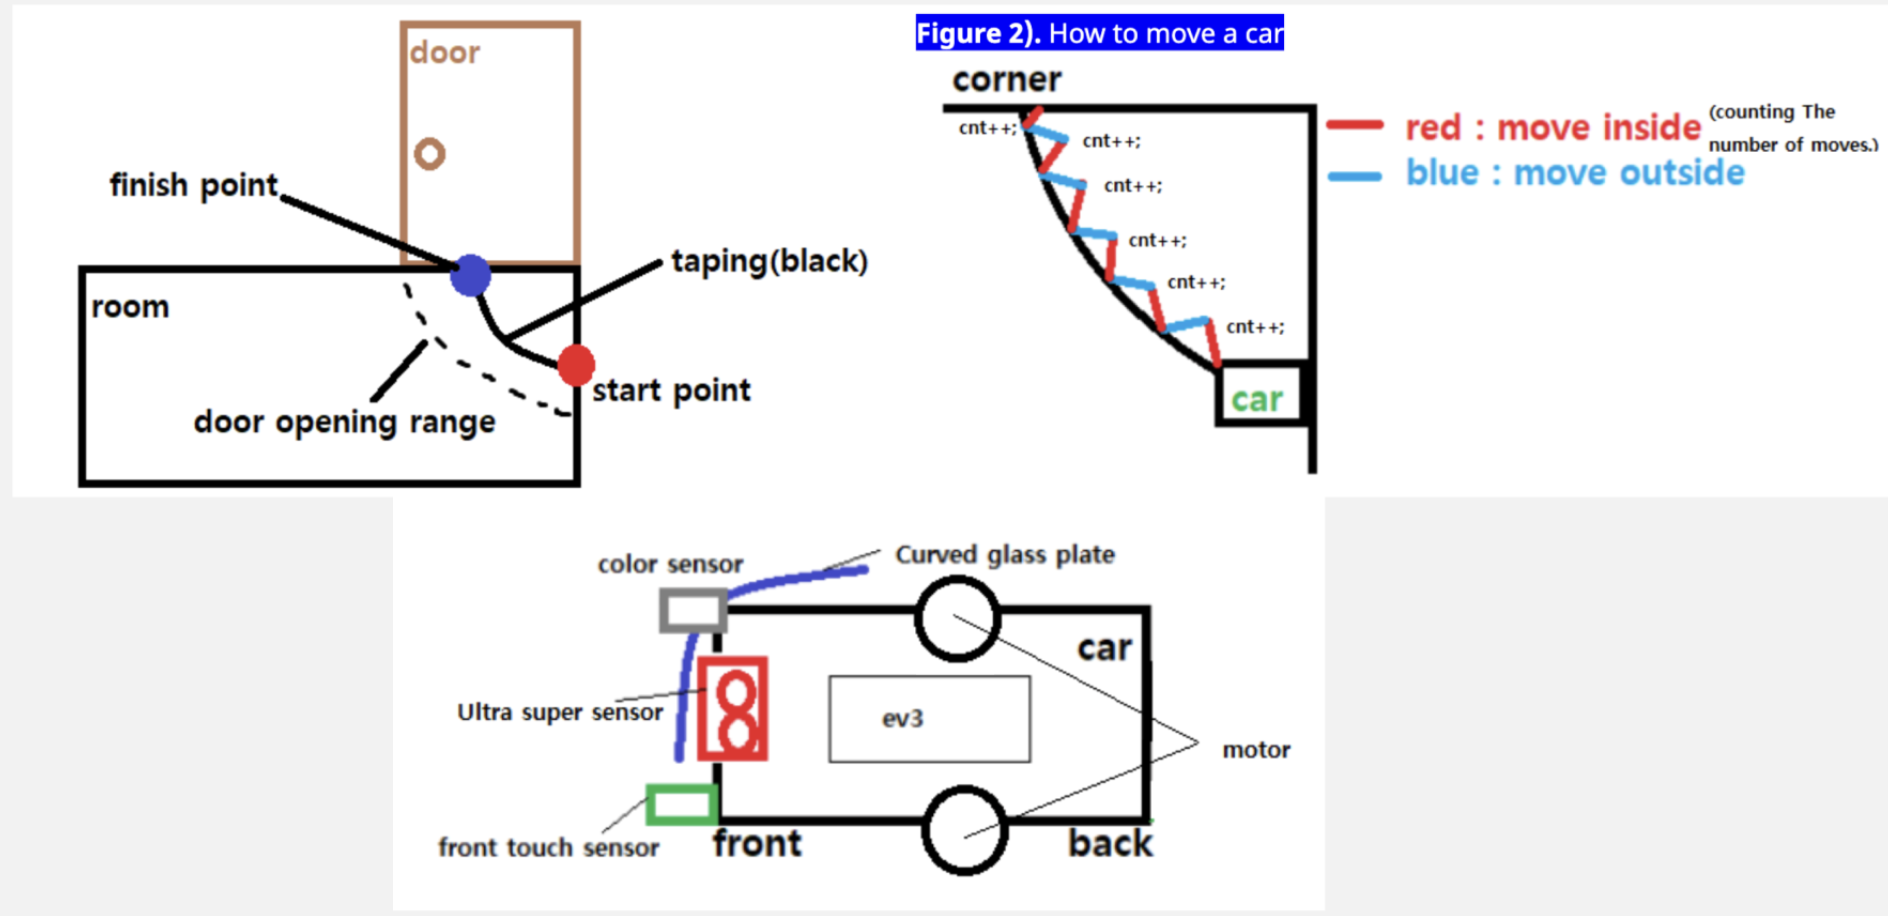 door
finish point
room
taping(black)
start point
door opening range
Figure 2). How to move a car
corner
cnt++;
cnt++;
cnt++;
cnt++;
cnt++;
cnt++;
car
red : move inside (counting The
number of moves.)
blue : move outside
color sensor
Curved glass plate
car
Ultra super sensor
ev3
motor
front touch sensor
front
back